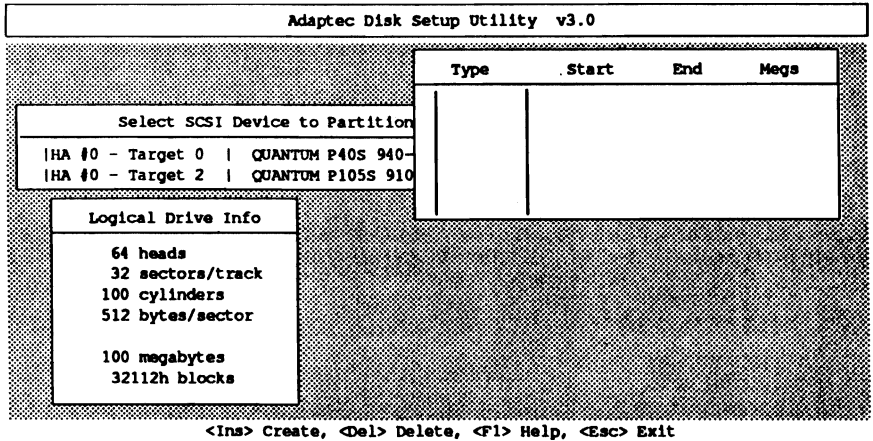 Adaptec Disk Setup Utility v3.0
Type Start End Megs
Select SCSI Device to Partition
|HA #0 - Target 0 | QUANTUM P40S 940-
|HA #0 - Target 2 | QUANTUM P105S 910
Logical Drive Info
64 heads
32 sectors/track
100 cylinders
512 bytes/sector
100 megabytes
32112h blocks
<Ins> Create, <Del> Delete, <F1> Help, <Esc> Exit